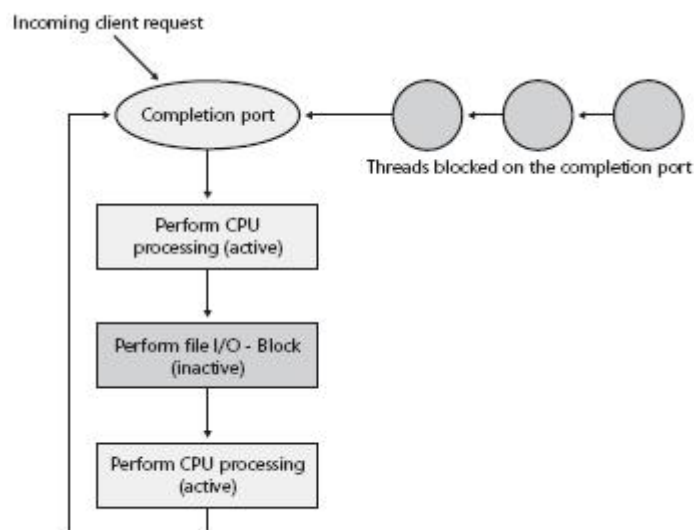 Incoming client request
Completion port
Threads blocked on the completion port
Perform CPU
processing (active)
Perform file I/O - Block
(inactive)
Perform CPU processing
(active)